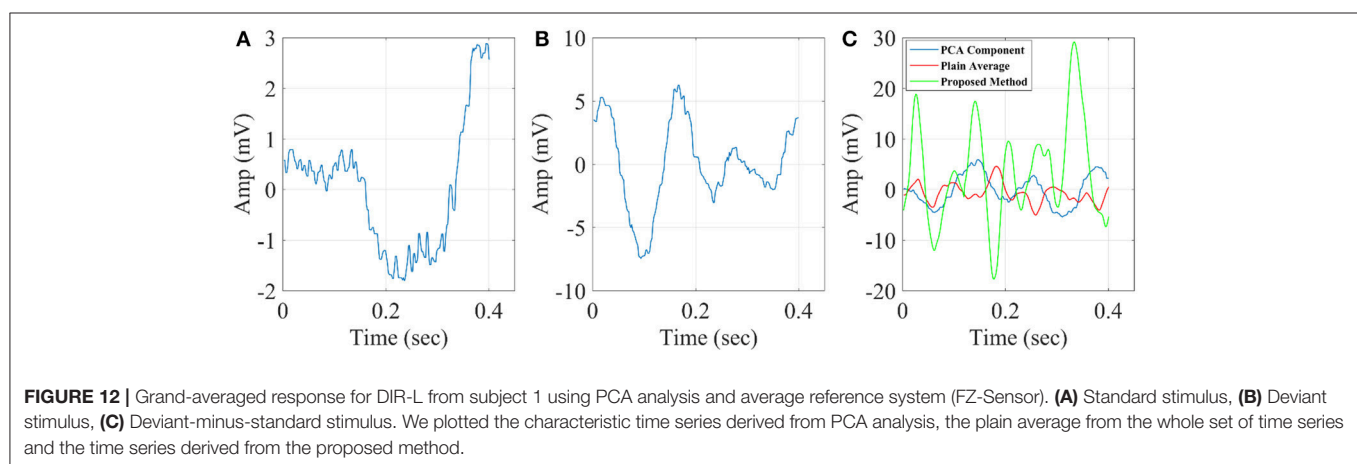 A
3
2
1
0
-1
-2
Amp (mV)
0
0.2
0.4
Time (sec)
B
10
5
0
-5
-10
Amp (mV)
0
0.2
0.4
Time (sec)
C
30
20
10
0
-10
-20
Amp (mV)
PCA Component
Plain Average
Proposed Method
0
0.2
0.4
Time (sec)
FIGURE 12 | Grand-averaged response for DIR-L from subject 1 using PCA analysis and average reference system (FZ-Sensor). (A) Standard stimulus, (B) Deviant
stimulus, (C) Deviant-minus-standard stimulus. We plotted the characteristic time series derived from PCA analysis, the plain average from the whole set of time series
and the time series derived from the proposed method.